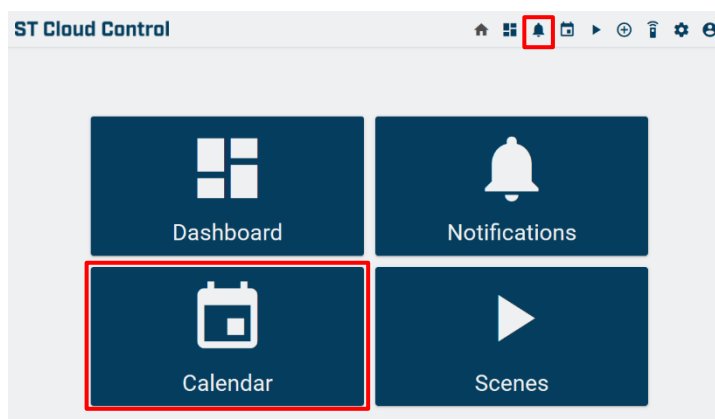 ST Cloud Control
Dashboard
Notifications
Calendar
Scenes